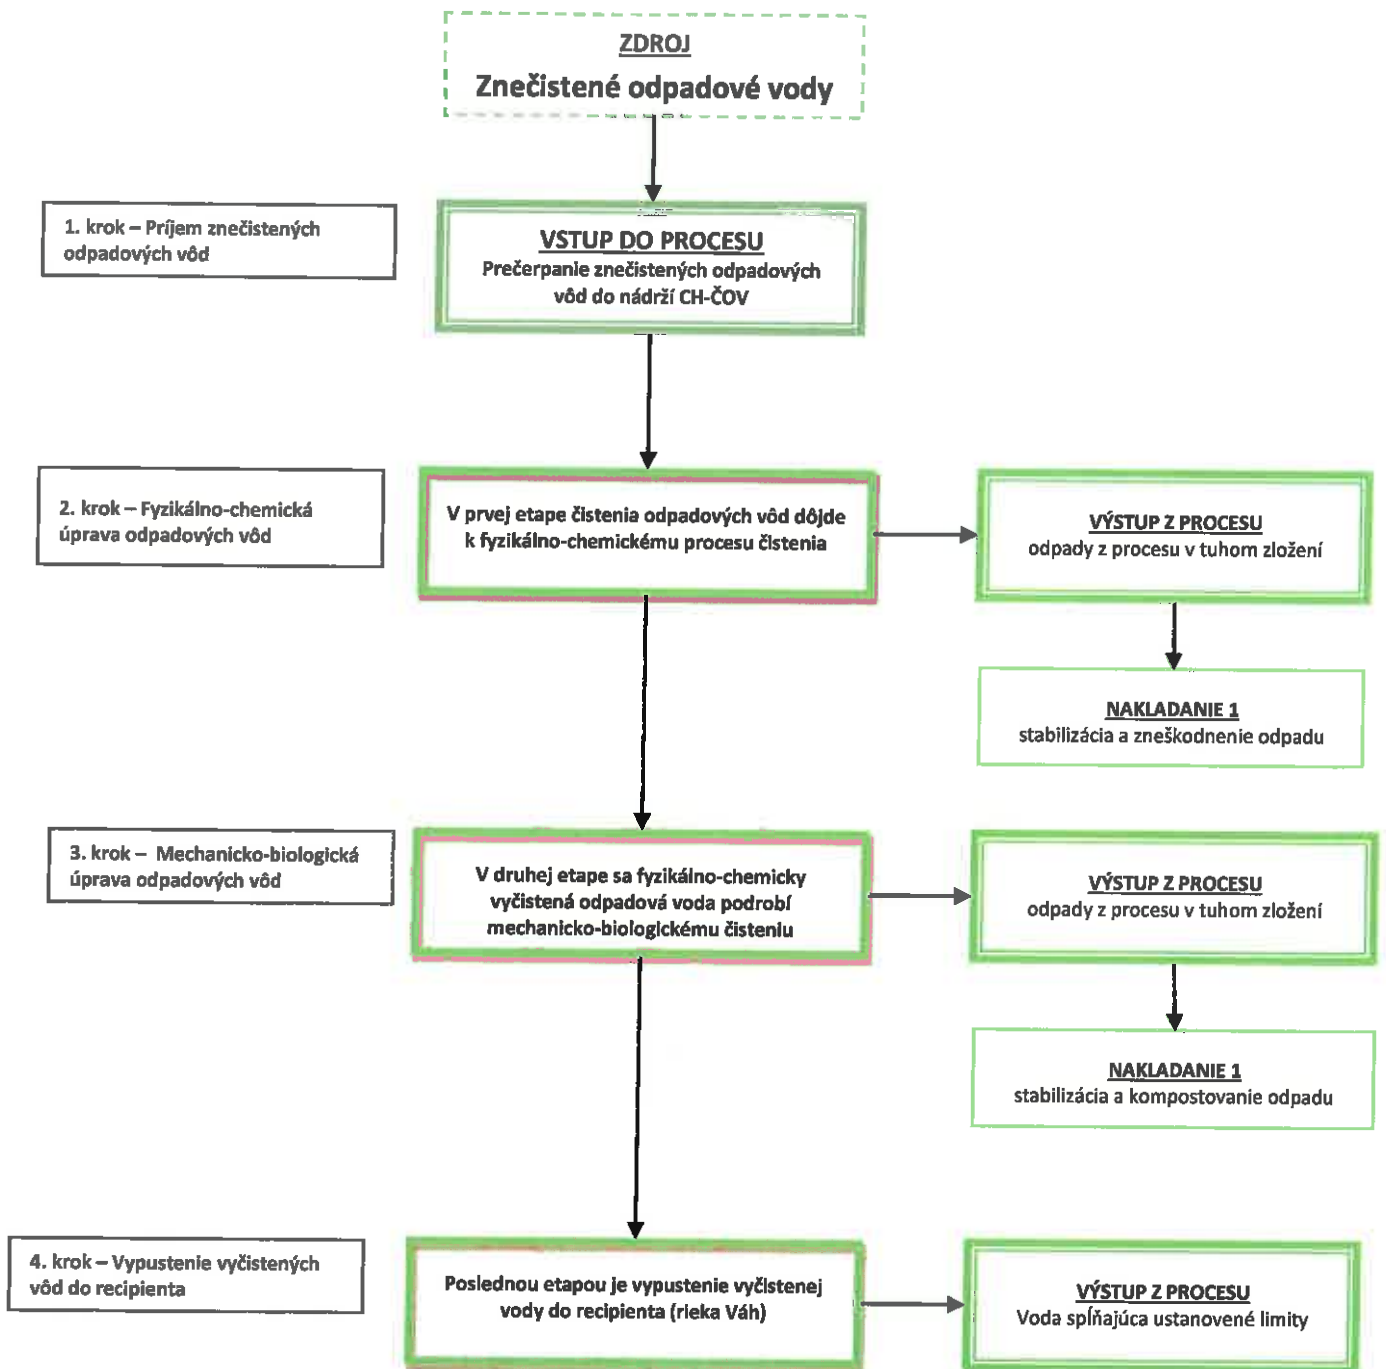 ZDROJ
Znečistené odpadové vody
1. krok – Príjem znečistených
odpadových vôd
VSTUP DO PROCESU
Prečerpanie znečistených odpadových
vôd do nádrží CH-ČOV
2. krok – Fyzikálno-chemická
úprava odpadových vôd
V prvej etape čistenia odpadových vôd dôjde
k fyzikálno-chemickému procesu čistenia
VÝSTUP Z PROCESU
odpady z procesu v tuhom zložení
NAKLADANIE 1
stabilizácia a zneškodnenie odpadu
3. krok – Mechanicko-biologická
úprava odpadových vôd
V druhej etape sa fyzikálno-chemicky
vyčistená odpadová voda podrobí
mechanicko-biologickému čisteniu
VÝSTUP Z PROCESU
odpady z procesu v tuhom zložení
NAKLADANIE 1
stabilizácia a kompostovanie odpadu
4. krok – Vypustenie vyčistených
vôd do recipienta
Poslednou etapou je vypustenie vyčistenej
vody do recipienta (rieka Váh)
VÝSTUP Z PROCESU
Voda spĺňajúca ustanovené limity